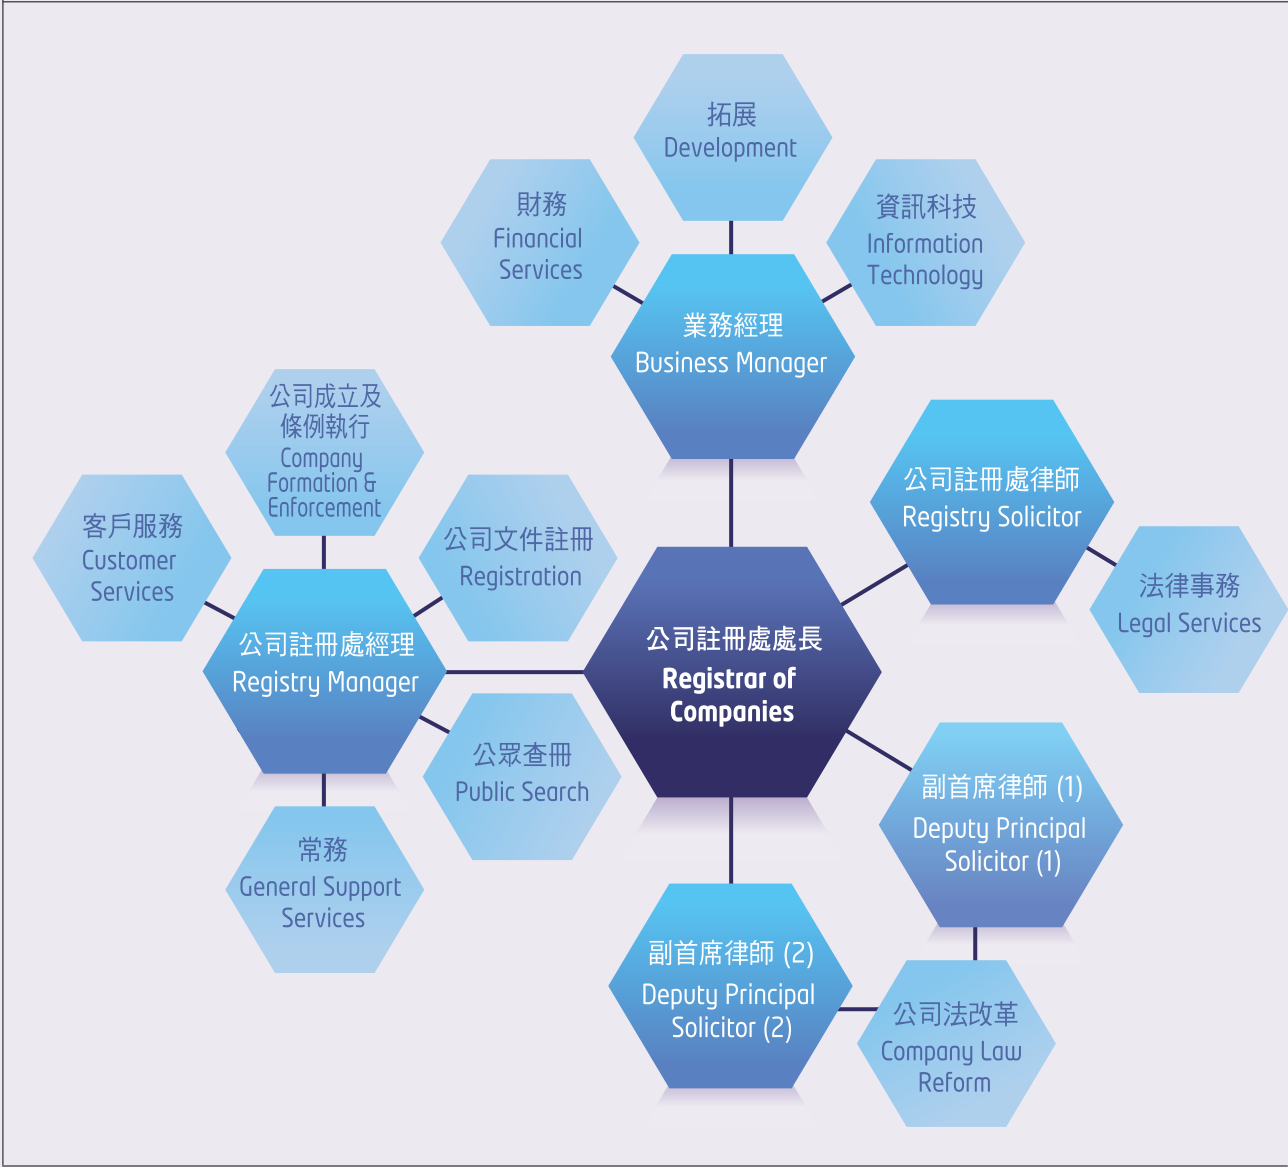 拓展
Development
財務
Financial
Services
資訊科技
Information
Technology
業務經理
Business Manager
公司成立及
條例執行
Company
Formation &
Enforcement
客戶服務
Customer
Services
公司文件註冊
Registration
公司註冊處律師
Registry Solicitor
法律事務
Legal Services
公司註冊處經理
Registry Manager
公司註冊處處長
Registrar of
Companies
公眾查冊
Public Search
副首席律師 (1)
Deputy Principal
Solicitor (1)
常務
General Support
Services
副首席律師 (2)
Deputy Principal
Solicitor (2)
公司法改革
Company Law
Reform